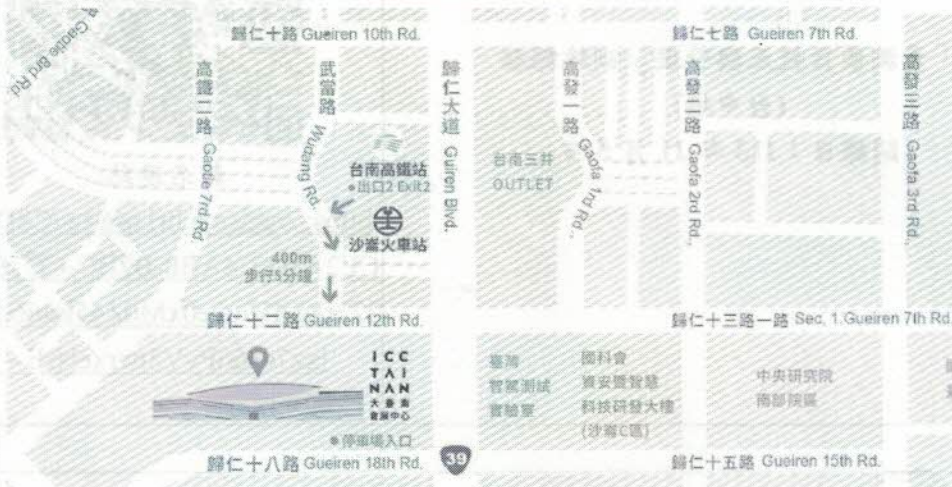 Gaotie 8rd Rd.
歸仁十路 Gueiren 10th Rd.
歸仁七路 Gueiren 7th Rd.
高鐵二路 Gaotie 7rd Rd.
武當路 Wudang Rd.
歸仁大道 Guiren Blvd.
高發一路 Gaofa 1rd Rd.,
高發二路 Gaofa 2rd Rd.,
高發三路 Gaofa 3rd Rd.,
台南高鐵站
•出口2 Exit2
沙崙火車站
台南三井
OUTLET
400m
步行5分鐘
歸仁十二路 Gueiren 12th Rd.
歸仁十三路一路 Sec, 1.Gueiren 7th Rd.
ICC
TAI
NAN
大臺南
會展中心
•停車場入口
臺灣
智駕測試
實驗室
國科會
資安暨智慧
科技研發大樓
(沙崙C區)
中央研究院
南部院區
歸仁十八路 Gueiren 18th Rd.
39
歸仁十五路 Gueiren 15th Rd.